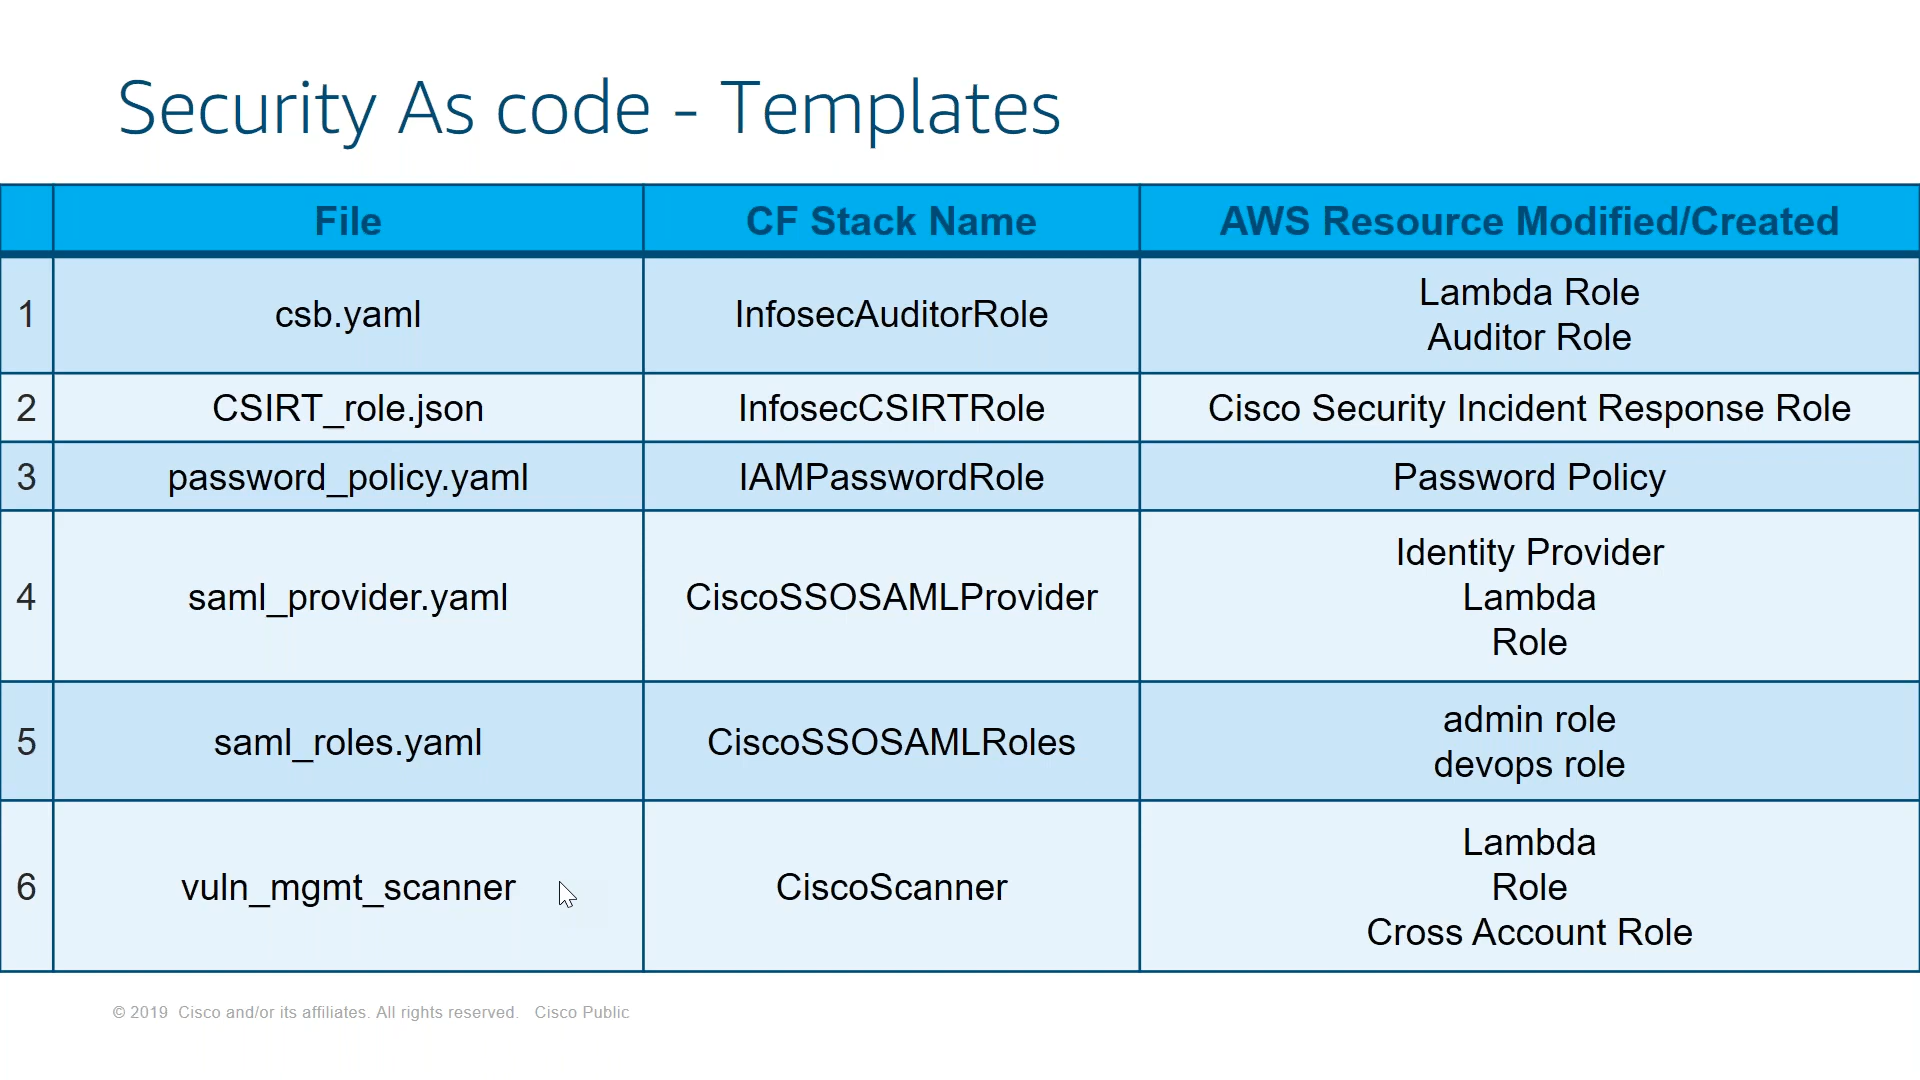 Security As code - Templates
File CF Stack Name AWS Resource Modified/Created
1 csb.yaml InfosecAuditorRole Lambda Role
Auditor Role
2 CSIRT_role.json InfosecCSIRTRole Cisco Security Incident Response Role
3 password_policy.yaml IAMPasswordRole Password Policy
4 saml_provider.yaml CiscoSSOSAMLProvider Identity Provider
Lambda
Role
5 saml_roles.yaml CiscoSSOSAMLRoles admin role
devops role
6 vuln_mgmt_scanner CiscoScanner Lambda
Role
Cross Account Role
© 2019 Cisco and/or its affiliates. All rights reserved. Cisco Public